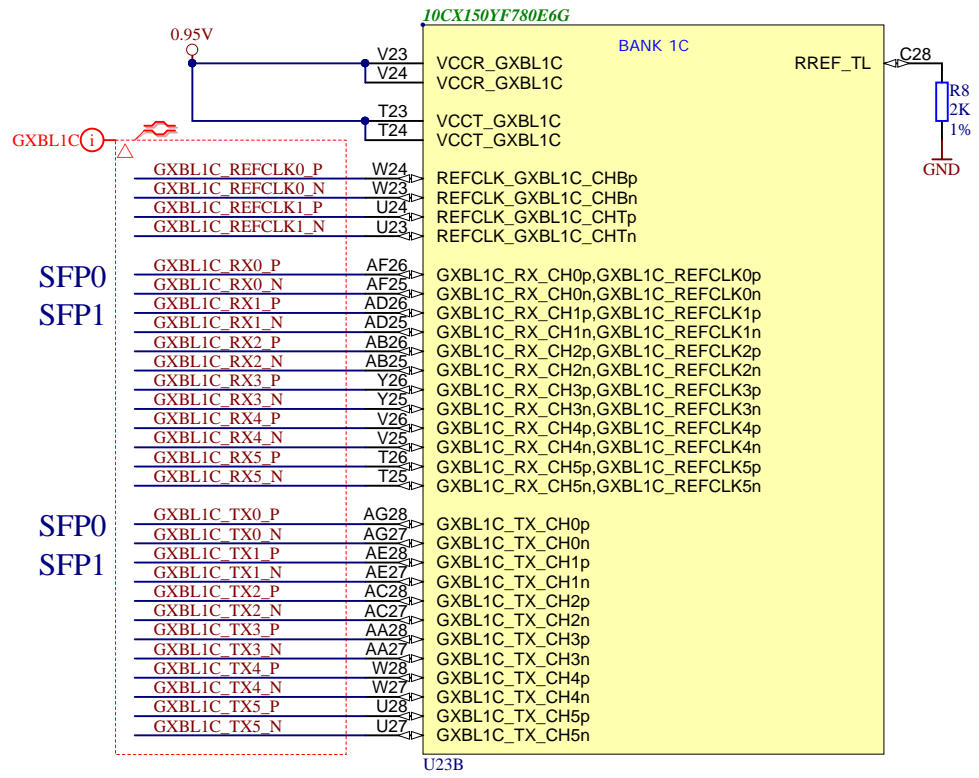 10CX150YF780E6G
BANK 1C
0.95V
V23 VCCR_GXBL1C
V24 VCCR_GXBL1C
RREF_TL C28
R8
2K
1%
GND
T23 VCCT_GXBL1C
T24 VCCT_GXBL1C
GXBL1C i
GXBL1C_REFCLK0_P W24 REFCLK_GXBL1C_CHBp
GXBL1C_REFCLK0_N W23 REFCLK_GXBL1C_CHBn
GXBL1C_REFCLK1_P U24 REFCLK_GXBL1C_CHTp
GXBL1C_REFCLK1_N U23 REFCLK_GXBL1C_CHTn
SFP0
GXBL1C_RX0_P AF26 GXBL1C_RX_CH0p,GXBL1C_REFCLK0p
GXBL1C_RX0_N AF25 GXBL1C_RX_CH0n,GXBL1C_REFCLK0n
SFP1
GXBL1C_RX1_P AD26 GXBL1C_RX_CH1p,GXBL1C_REFCLK1p
GXBL1C_RX1_N AD25 GXBL1C_RX_CH1n,GXBL1C_REFCLK1n
GXBL1C_RX2_P AB26 GXBL1C_RX_CH2p,GXBL1C_REFCLK2p
GXBL1C_RX2_N AB25 GXBL1C_RX_CH2n,GXBL1C_REFCLK2n
GXBL1C_RX3_P Y26 GXBL1C_RX_CH3p,GXBL1C_REFCLK3p
GXBL1C_RX3_N Y25 GXBL1C_RX_CH3n,GXBL1C_REFCLK3n
GXBL1C_RX4_P V26 GXBL1C_RX_CH4p,GXBL1C_REFCLK4p
GXBL1C_RX4_N V25 GXBL1C_RX_CH4n,GXBL1C_REFCLK4n
GXBL1C_RX5_P T26 GXBL1C_RX_CH5p,GXBL1C_REFCLK5p
GXBL1C_RX5_N T25 GXBL1C_RX_CH5n,GXBL1C_REFCLK5n
SFP0
GXBL1C_TX0_P AG28 GXBL1C_TX_CH0p
GXBL1C_TX0_N AG27 GXBL1C_TX_CH0n
SFP1
GXBL1C_TX1_P AE28 GXBL1C_TX_CH1p
GXBL1C_TX1_N AE27 GXBL1C_TX_CH1n
GXBL1C_TX2_P AC28 GXBL1C_TX_CH2p
GXBL1C_TX2_N AC27 GXBL1C_TX_CH2n
GXBL1C_TX3_P AA28 GXBL1C_TX_CH3p
GXBL1C_TX3_N AA27 GXBL1C_TX_CH3n
GXBL1C_TX4_P W28 GXBL1C_TX_CH4p
GXBL1C_TX4_N W27 GXBL1C_TX_CH4n
GXBL1C_TX5_P U28 GXBL1C_TX_CH5p
GXBL1C_TX5_N U27 GXBL1C_TX_CH5n
U23B